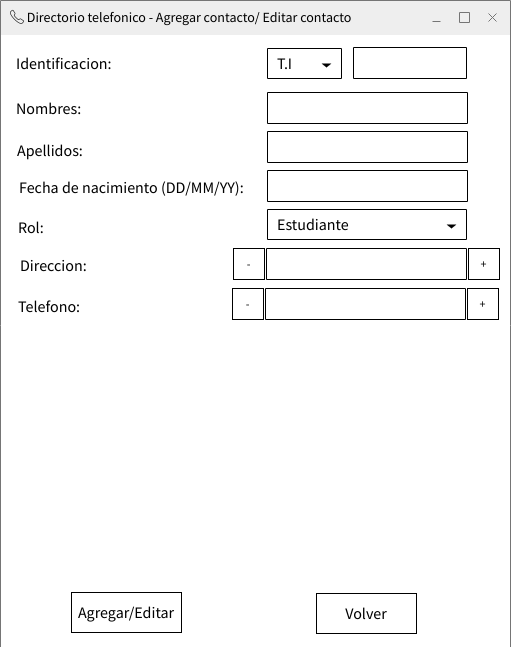 Directorio telefonico - Agregar contacto/ Editar contacto
Identificacion: T.I
Nombres:
Apellidos:
Fecha de nacimiento (DD/MM/YY):
Rol: Estudiante
Direccion: - +
Telefono: - +
Agregar/Editar Volver